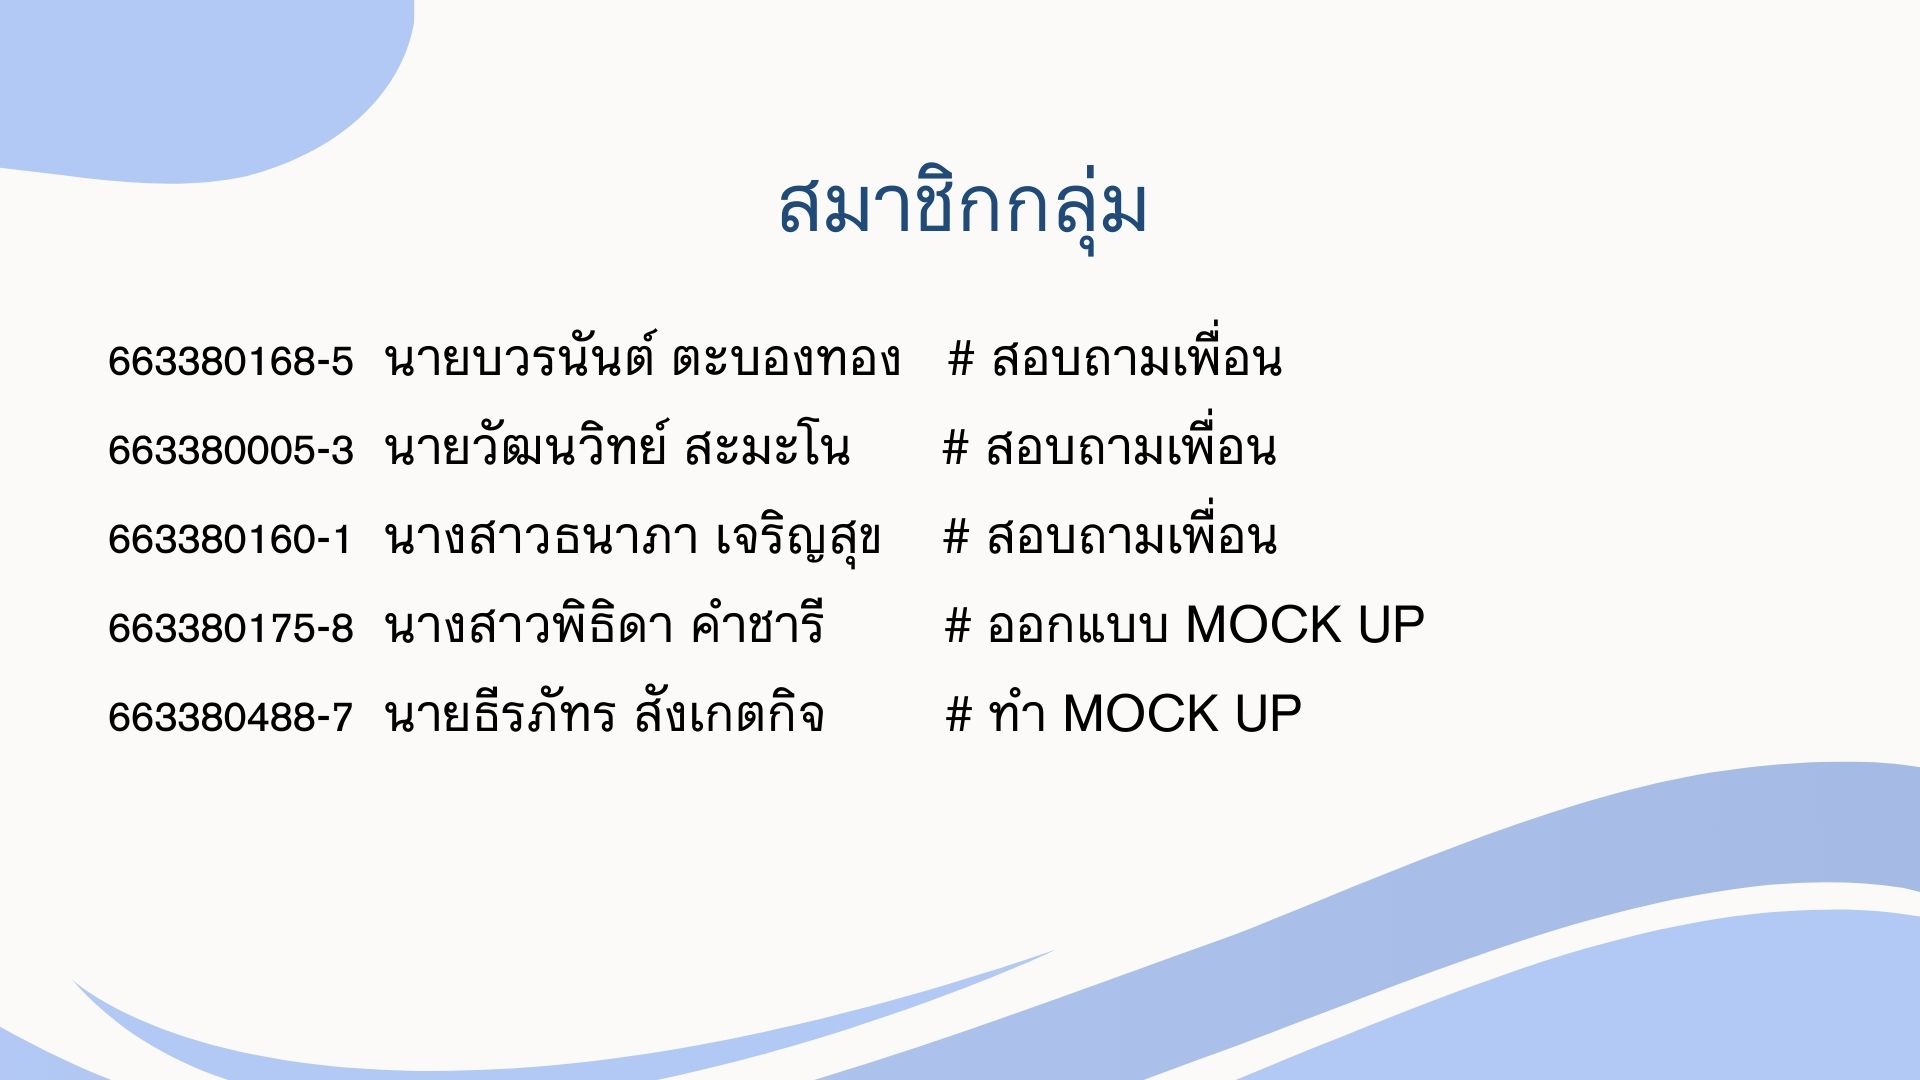 สมาชิกกลุ่ม
663380168-5 นายบวรนันต์ ตะบองทอง # สอบถามเพื่อน
663380005-3 นายวัฒนวิทย์ สะมะโน # สอบถามเพื่อน
663380160-1 นางสาวธนาภา เจริญสุข # สอบถามเพื่อน
663380175-8 นางสาวพิธิดา คำชารี # ออกแบบ MOCK UP
663380488-7 นายธีรภัทร สังเกตกิจ # ทำ MOCK UP